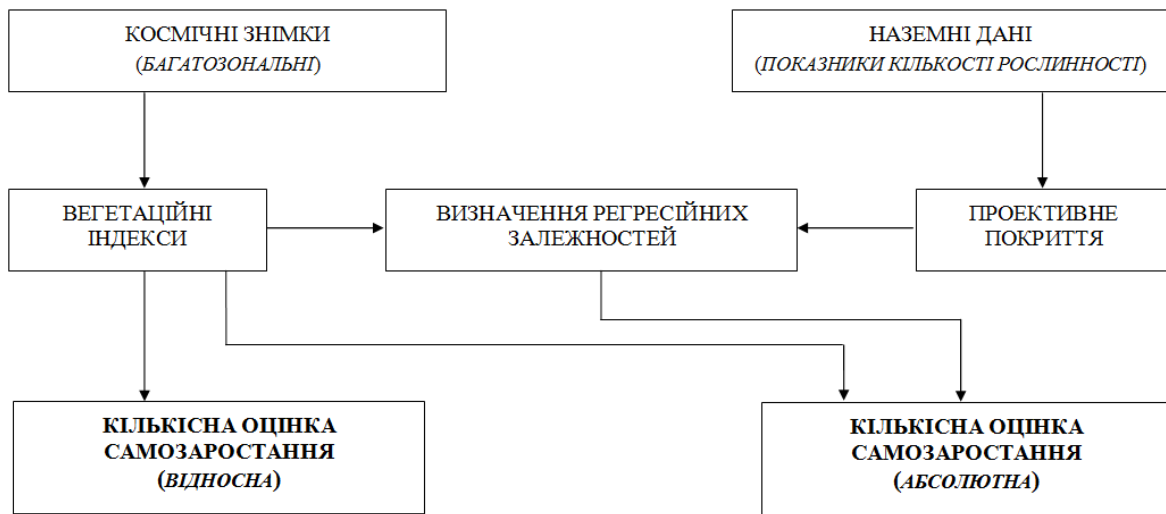 КОСМІЧНІ ЗНІМКИ
(БАГАТОЗОНАЛЬНІ)
НАЗЕМНІ ДАНІ
(ПОКАЗНИКИ КІЛЬКОСТІ РОСЛИННОСТІ)
ВЕГЕТАЦІЙНІ
ІНДЕКСИ
ВИЗНАЧЕННЯ РЕГРЕСІЙНИХ
ЗАЛЕЖНОСТЕЙ
ПРОЕКТИВНЕ
ПОКРИТТЯ
КІЛЬКІСНА ОЦІНКА
САМОЗАРОСТАННЯ
(ВІДНОСНА)
КІЛЬКІСНА ОЦІНКА
САМОЗАРОСТАННЯ
(АБСОЛЮТНА)